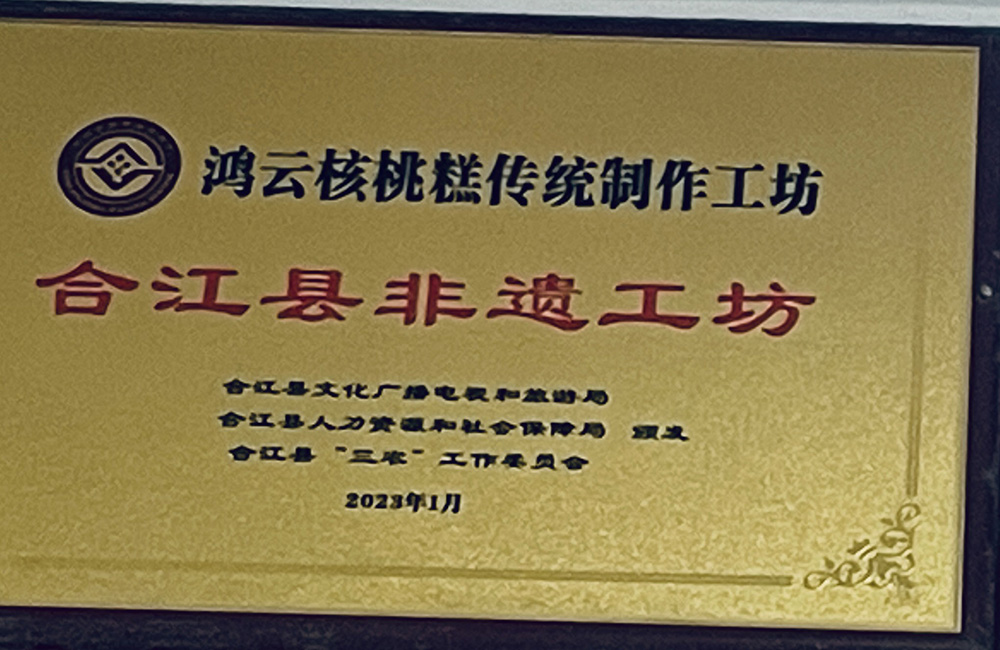 鸿云核桃糕传统制作工坊
合江县非遗工坊
合江县文化广播电视和旅游局
合江县人力资源和社会保障局 颁发
合江县“三农”工作委员会
2023年1月